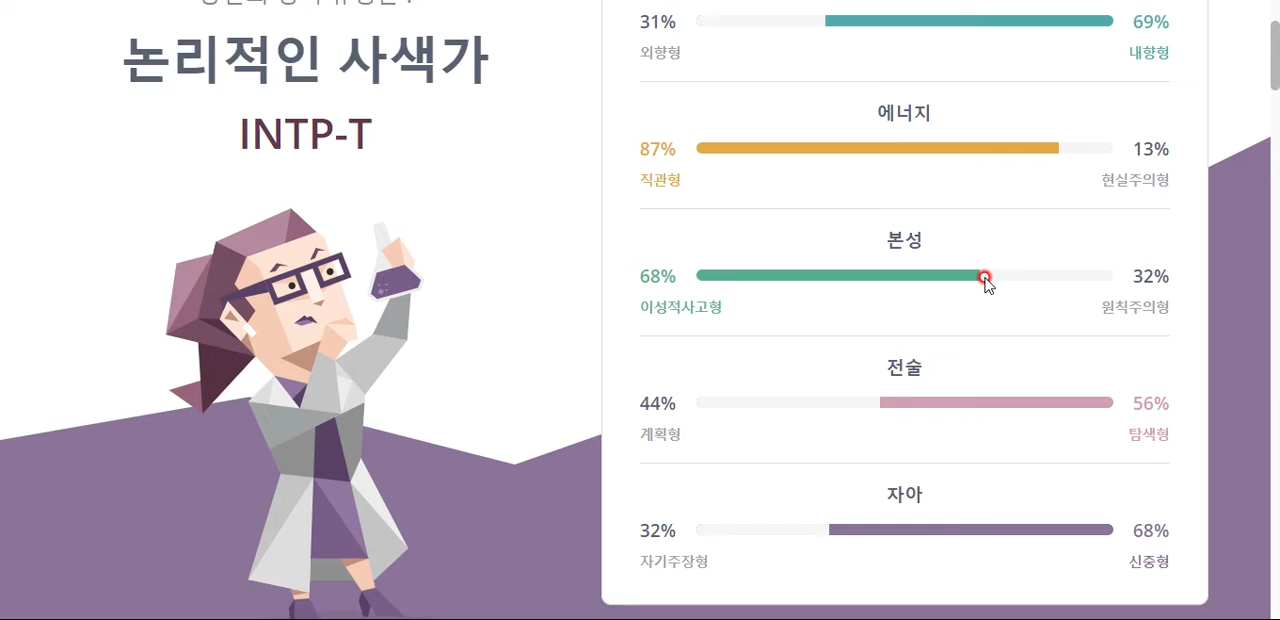 논리적인 사색가
INTP-T
31% 69%
외향형 내향형
에너지
87% 13%
직관형 현실주의형
본성
68% 32%
이성적사고형 원칙주의형
전술
44% 56%
계획형 탐색형
자아
32% 68%
자기주장형 신중형